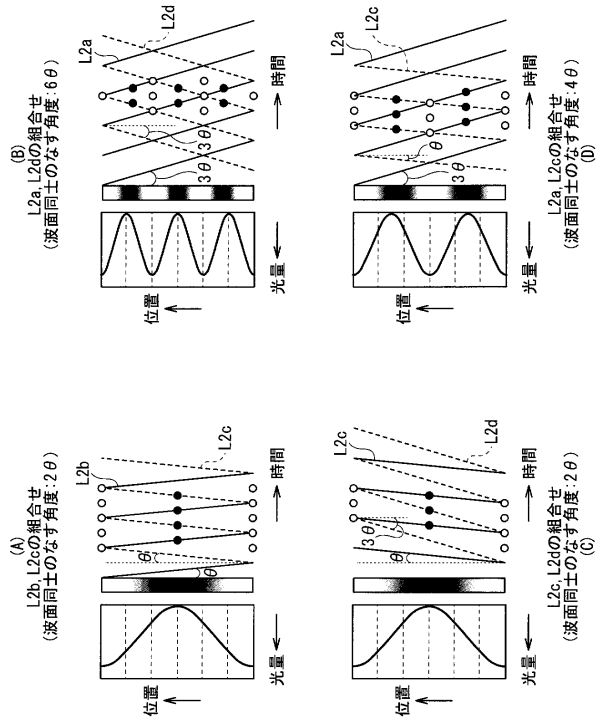 (A)
L2b, L2cの組合せ
(波面同士のなす角度:2θ)
L2b
L2c
θ
θ
位置
光量
時間
(B)
L2a, L2dの組合せ
(波面同士のなす角度:6θ)
L2d
L2a
3θ
3θ
位置
光量
時間
L2c
L2d
θ
3θ
位置
光量
時間
L2c, L2dの組合せ
(波面同士のなす角度:2θ)
(C)
L2a
L2c
θ
3θ
位置
光量
時間
L2a, L2cの組合せ
(波面同士のなす角度:4θ)
(D)